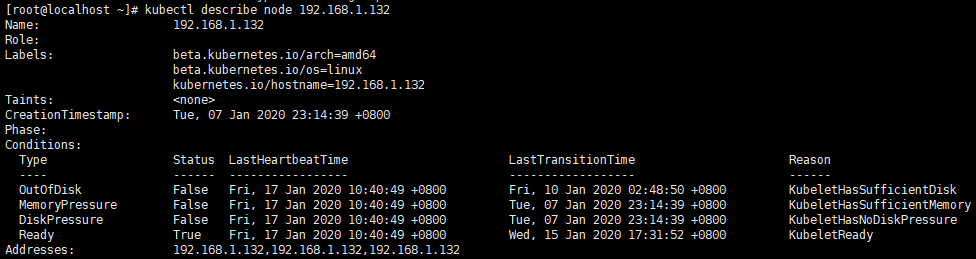 [root@localhost ~]# kubectl describe node 192.168.1.132
Name:                   192.168.1.132
Role:
Labels:                 beta.kubernetes.io/arch=amd64
                        beta.kubernetes.io/os=linux
                        kubernetes.io/hostname=192.168.1.132
Taints:                 <none>
CreationTimestamp:      Tue, 07 Jan 2020 23:14:39 +0800
Phase:
Conditions:
  Type                  Status  LastHeartbeatTime                       LastTransitionTime                      Reason
  ----                  ------  -----------------                       ------------------                      ------
  OutOfDisk             False   Fri, 17 Jan 2020 10:40:49 +0800         Fri, 10 Jan 2020 02:48:50 +0800         KubeletHasSufficientDisk
  MemoryPressure        False   Fri, 17 Jan 2020 10:40:49 +0800         Tue, 07 Jan 2020 23:14:39 +0800         KubeletHasSufficientMemory
  DiskPressure          False   Fri, 17 Jan 2020 10:40:49 +0800         Tue, 07 Jan 2020 23:14:39 +0800         KubeletHasNoDiskPressure
  Ready                 True    Fri, 17 Jan 2020 10:40:49 +0800         Wed, 15 Jan 2020 17:31:52 +0800         KubeletReady
Addresses:              192.168.1.132,192.168.1.132,192.168.1.132